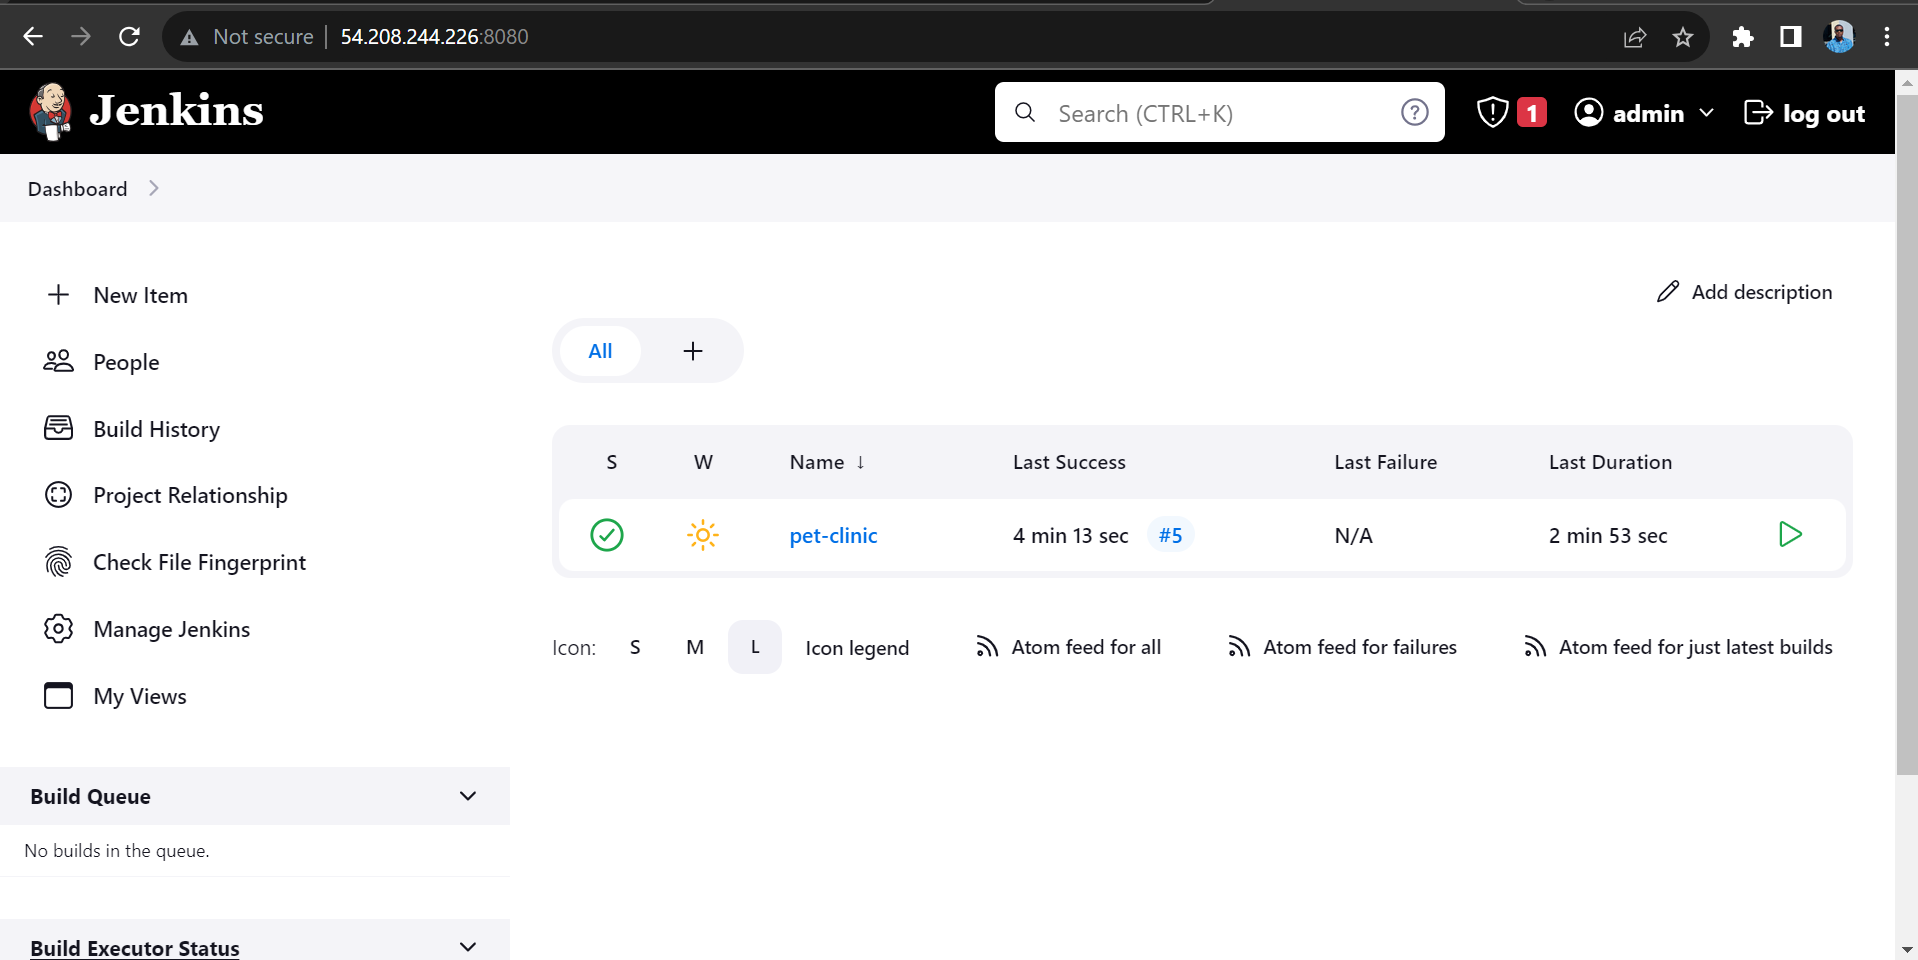 Not secure 54.208.244.226:8080
Jenkins Search (CTRL+K) 1 admin log out
Dashboard
New Item
People
Build History
Project Relationship
Check File Fingerprint
Manage Jenkins
My Views
Build Queue
No builds in the queue.
Build Executor Status
Add description
All +
S W Name ↓ Last Success Last Failure Last Duration
pet-clinic 4 min 13 sec #5 N/A 2 min 53 sec
Icon: S M L Icon legend Atom feed for all Atom feed for failures Atom feed for just latest builds